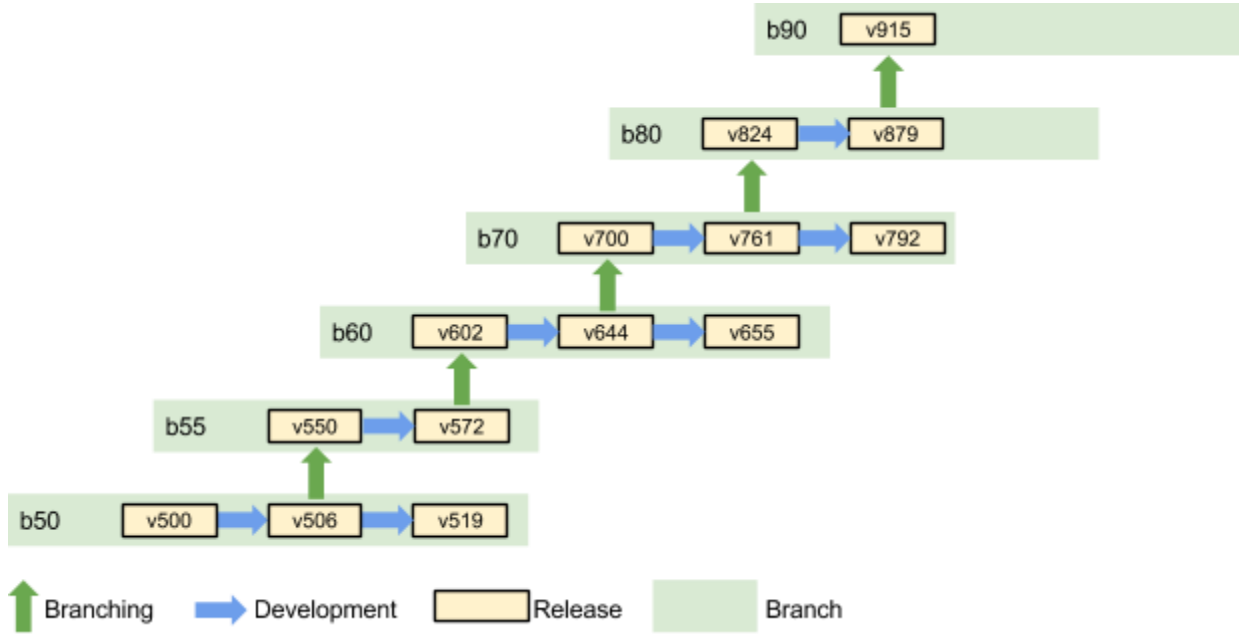 b90 v915
b80 v824 v879
b70 v700 v761 v792
b60 v602 v644 v655
b55 v550 v572
b50 v500 v506 v519
Branching Development Release Branch